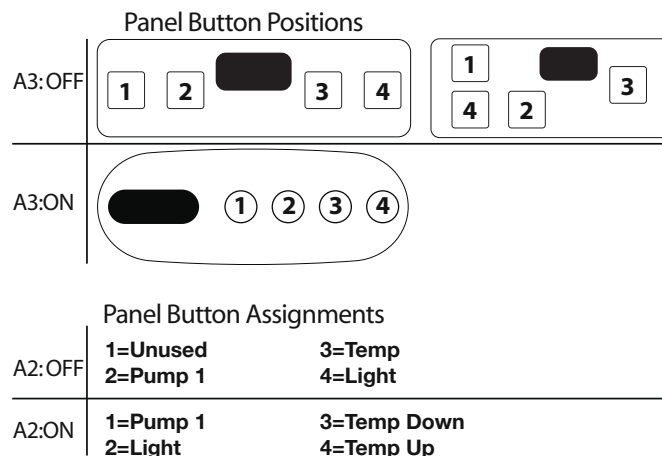 Panel Button Positions
A3:OFF
1 2 3 4
1 3
4 2
A3:ON
1 2 3 4
Panel Button Assignments
A2:OFF
1=Unused 3=Temp
2=Pump 1 4=Light
A2:ON
1=Pump 1 3=Temp Down
2=Light 4=Temp Up